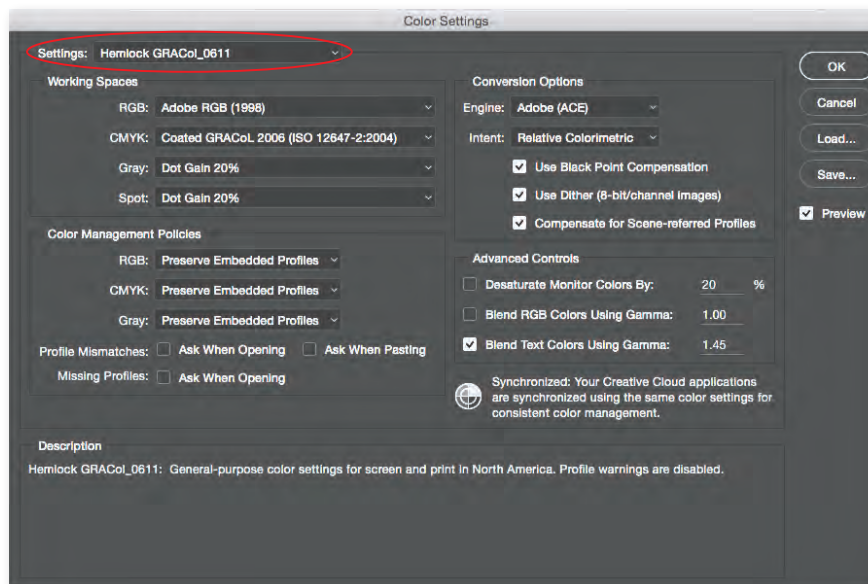 Color Settings
Settings: Hemlock GRACol_0611
Working Spaces
RGB: Adobe RGB (1998)
CMYK: Coated GRACoL 2006 (ISO 12647-2:2004)
Gray: Dot Gain 20%
Spot: Dot Gain 20%
Color Management Policies
RGB: Preserve Embedded Profiles
CMYK: Preserve Embedded Profiles
Gray: Preserve Embedded Profiles
Profile Mismatches: Ask When Opening Ask When Pasting
Missing Profiles: Ask When Opening
Conversion Options
Engine: Adobe (ACE)
Intent: Relative Colorimetric
Use Black Point Compensation
Use Dither (8-bit/channel images)
Compensate for Scene-referred Profiles
Advanced Controls
Desaturate Monitor Colors By: 20 %
Blend RGB Colors Using Gamma: 1.00
Blend Text Colors Using Gamma: 1.45
Synchronized: Your Creative Cloud applications
are synchronized using the same color settings for
consistent color management.
OK
Cancel
Load...
Save...
Preview
Description
Hemlock GRACol_0611: General-purpose color settings for screen and print in North America. Profile warnings are disabled.